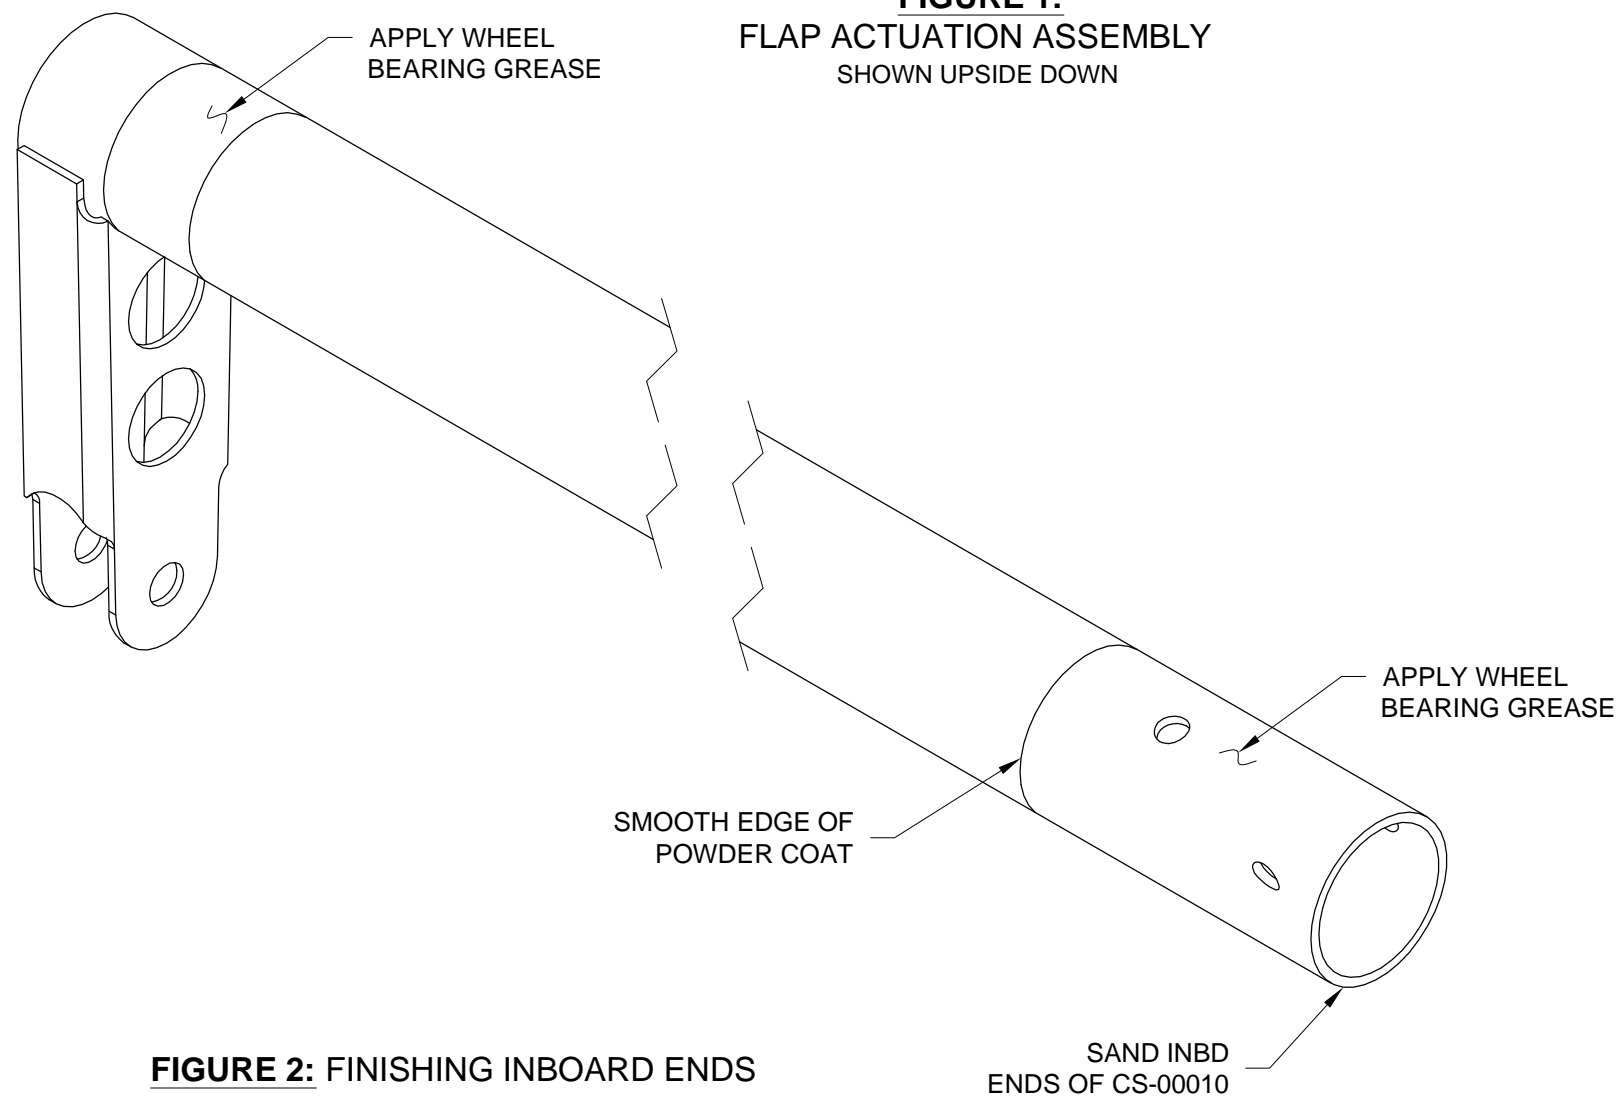 FIGURE 1:
FLAP ACTUATION ASSEMBLY
SHOWN UPSIDE DOWN
APPLY WHEEL
BEARING GREASE
APPLY WHEEL
BEARING GREASE
SMOOTH EDGE OF
POWDER COAT
SAND INBD
ENDS OF CS-00010
FIGURE 2: FINISHING INBOARD ENDS